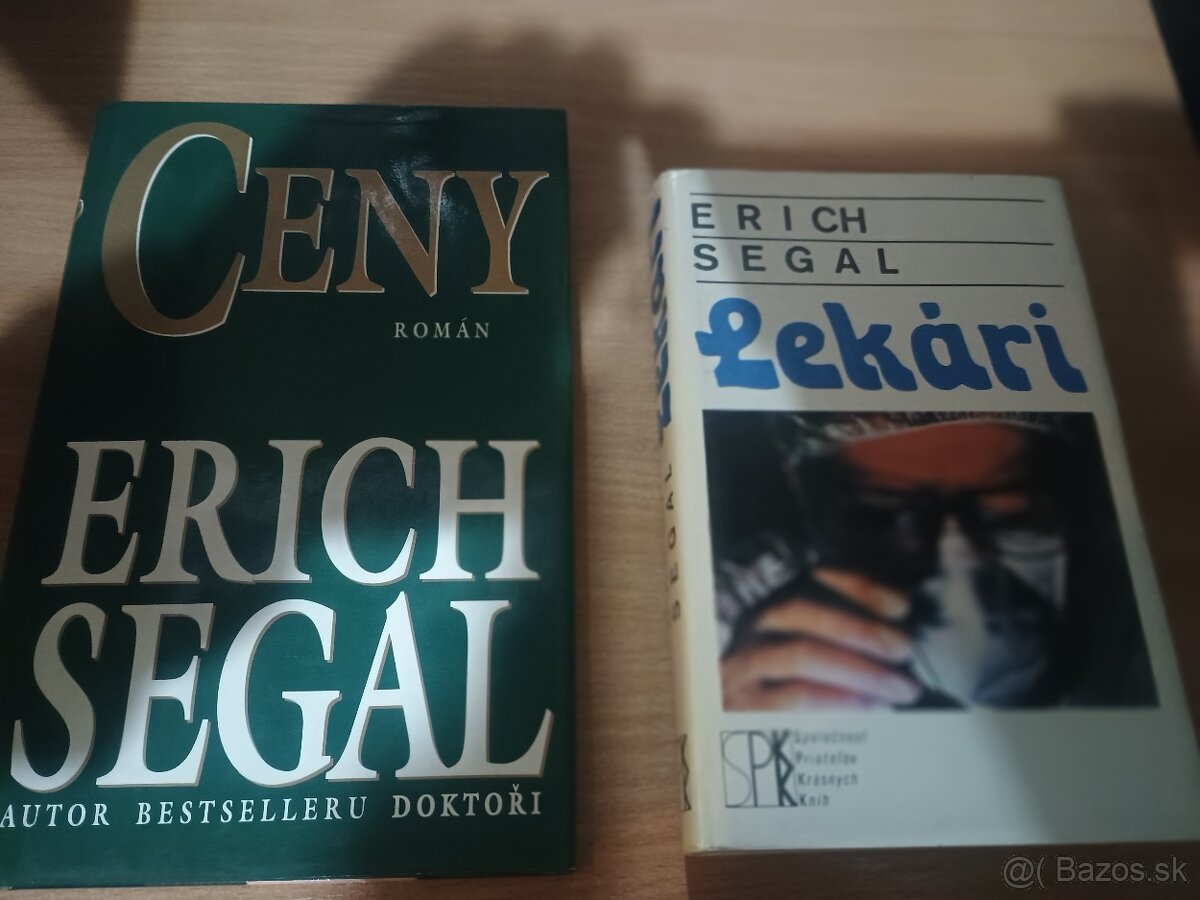 CENY
ROMÁN
ERICH
SEGAL
AUTOR BESTSELLERU DOKTOŘI
ERICH
SEGAL
Lekári
SEGAL
SPKK
Spoločnosť
Priateľov
Krásnych
Kníh
@( Bazos.sk